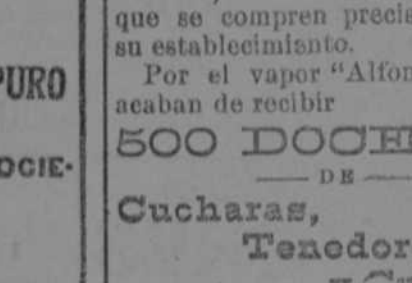 PURO
OCIE-
que se compren precie
su establecimiento.
Por el vapor "Alfon
acaban de recibir
500 DOCE
DE
Cucharas,
Tenedor